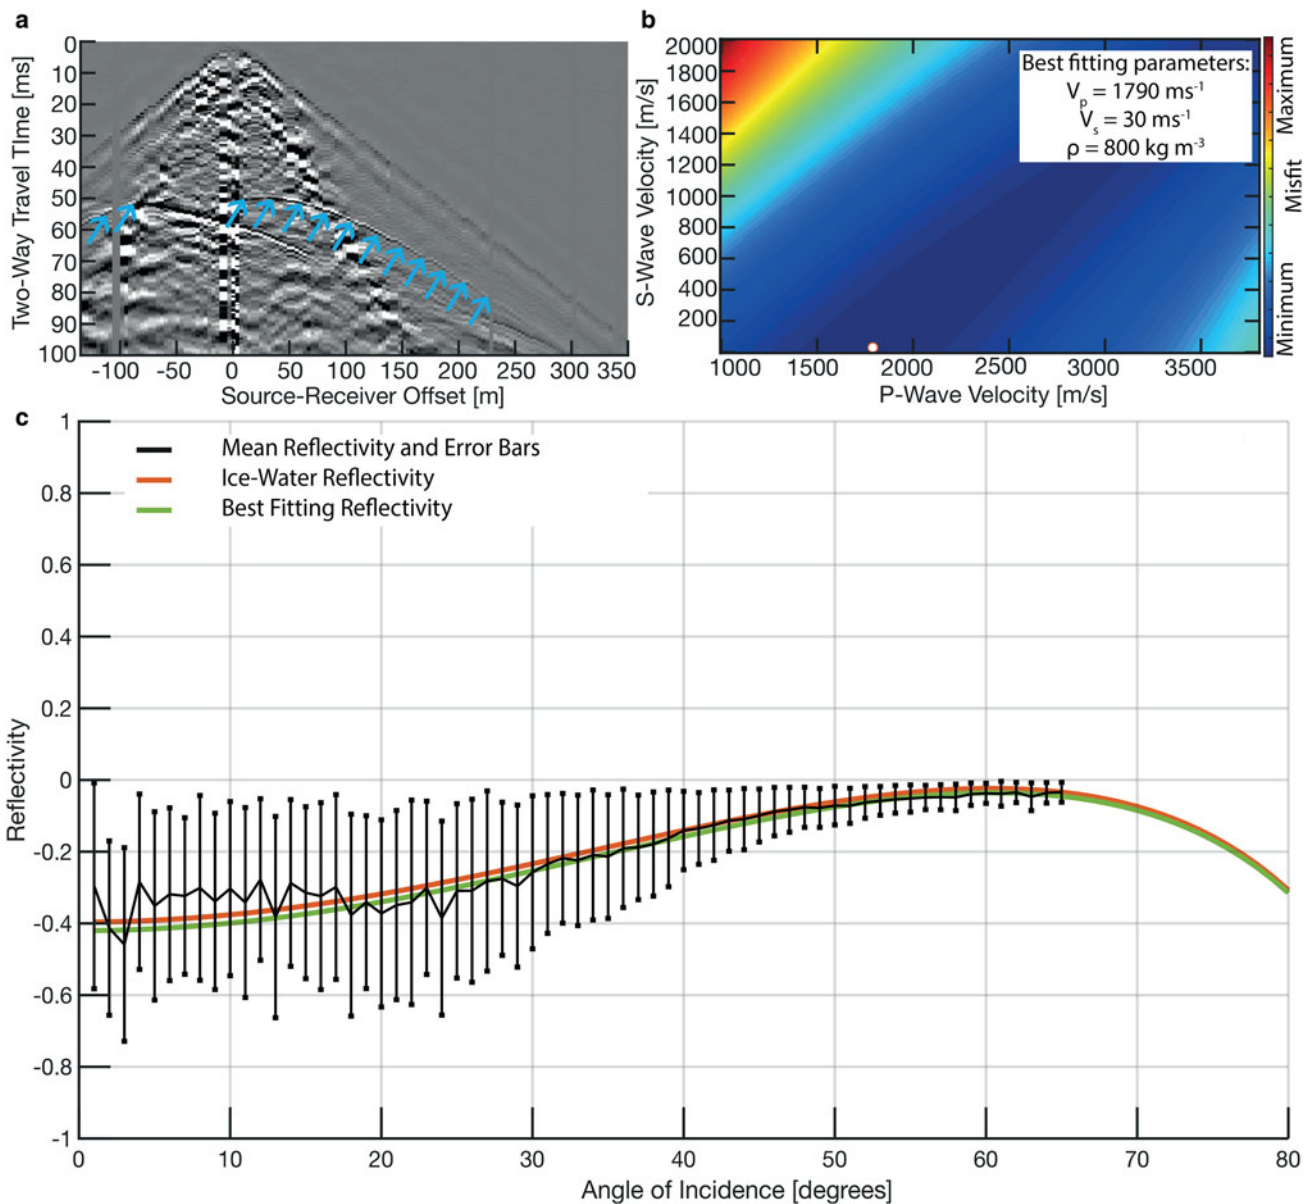 a
0
10
20
30
40
50
60
70
80
90
100
Two-Way Travel TIme [ms]
-100 -50 0 50 100 150 200 250 300 350
Source-Receiver Offset [m]
b
2000
1800
1600
1400
1200
1000
800
600
400
200
S-Wave Velocity [m/s]
Best fitting parameters:
Vp = 1790 ms⁻¹
Vs = 30 ms⁻¹
ρ = 800 kg m⁻³
1000 1500 2000 2500 3000 3500
P-Wave Velocity [m/s]
Maximum
Misfit
Minimum
c
1
0.8
0.6
0.4
0.2
0
-0.2
-0.4
-0.6
-0.8
-1
Reflectivity
Mean Reflectivity and Error Bars
Ice-Water Reflectivity
Best Fitting Reflectivity
0 10 20 30 40 50 60 70 80
Angle of Incidence [degrees]